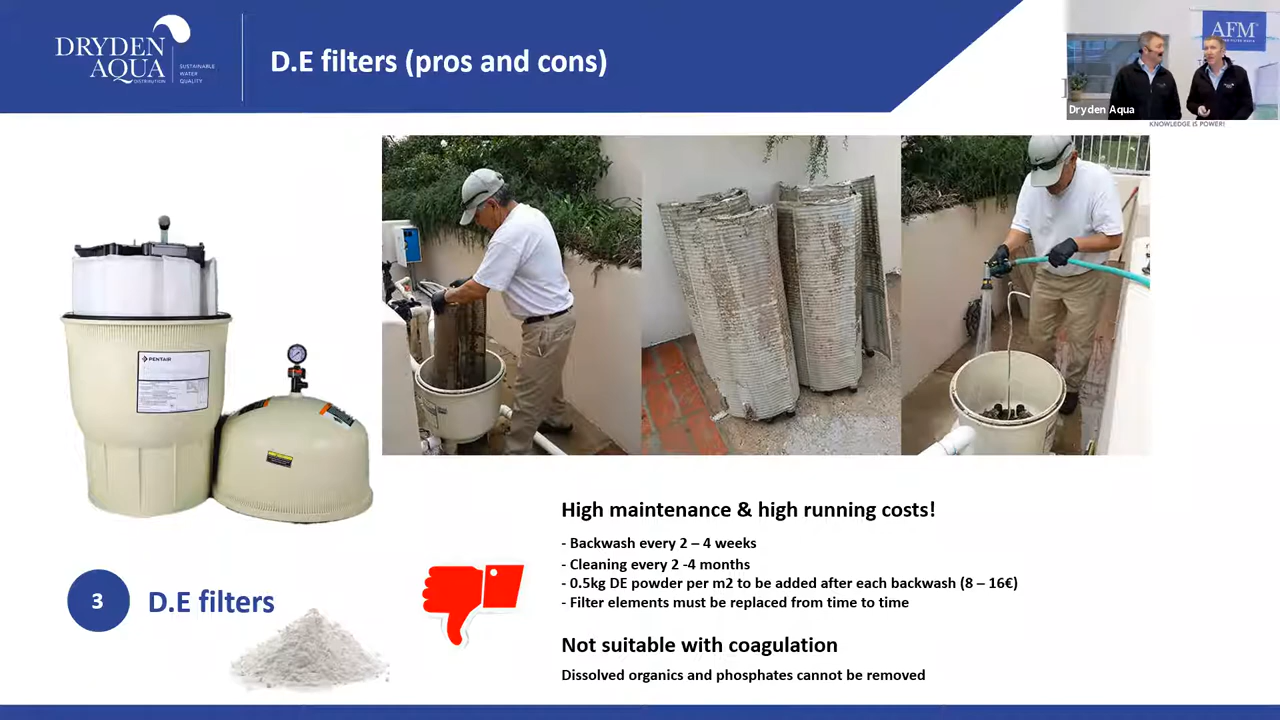 DRYDEN
AQUA
DISTRIBUTION
SUSTAINABLE
WATER
QUALITY
D.E filters (pros and cons)
AFM
Dryden Aqua
KNOWLEDGE IS POWER!
PENTAIR
High maintenance & high running costs!
- Backwash every 2 – 4 weeks
- Cleaning every 2 -4 months
- 0.5kg DE powder per m2 to be added after each backwash (8 – 16€)
- Filter elements must be replaced from time to time
3
D.E filters
Not suitable with coagulation
Dissolved organics and phosphates cannot be removed